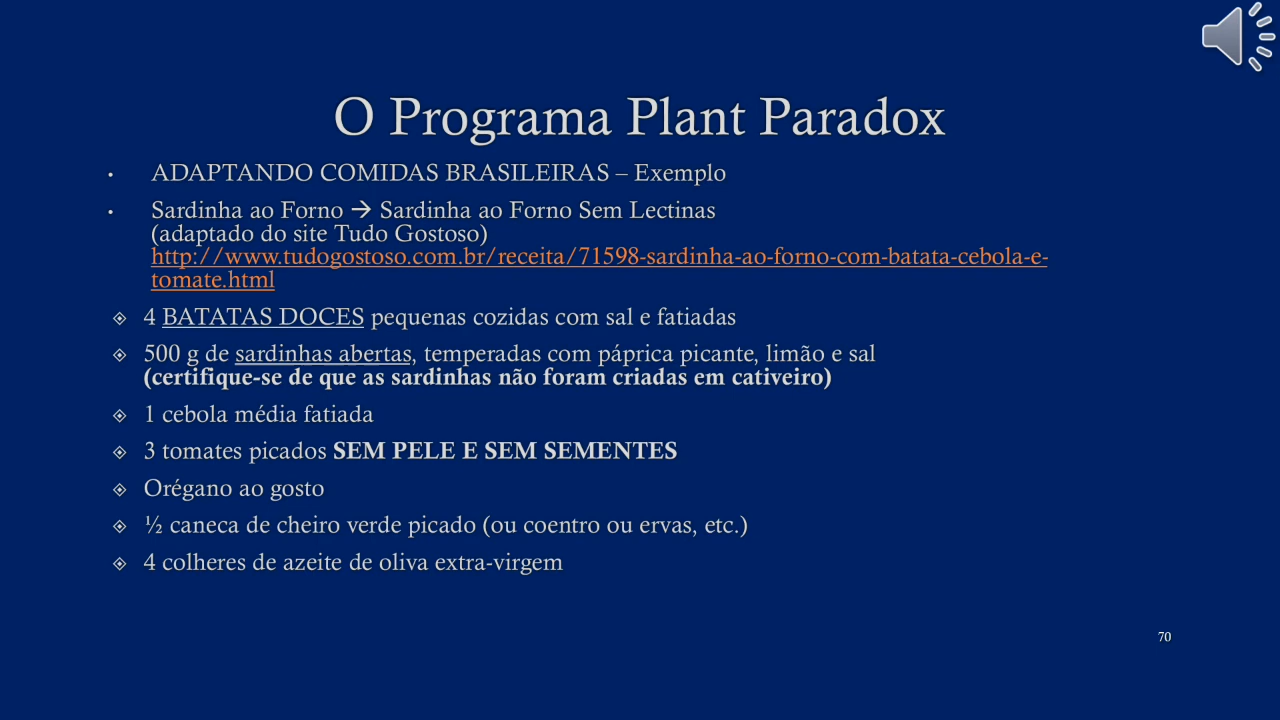 O Programa Plant Paradox
• ADAPTANDO COMIDAS BRASILEIRAS – Exemplo
• Sardinha ao Forno → Sardinha ao Forno Sem Lectinas
(adaptado do site Tudo Gostoso)
http://www.tudogostoso.com.br/receita/71598-sardinha-ao-forno-com-batata-cebola-e-
tomate.html
4 BATATAS DOCES pequenas cozidas com sal e fatiadas
500 g de sardinhas abertas, temperadas com páprica picante, limão e sal
(certifique-se de que as sardinhas não foram criadas em cativeiro)
1 cebola média fatiada
3 tomates picados SEM PELE E SEM SEMENTES
Orégano ao gosto
½ caneca de cheiro verde picado (ou coentro ou ervas, etc.)
4 colheres de azeite de oliva extra-virgem
70